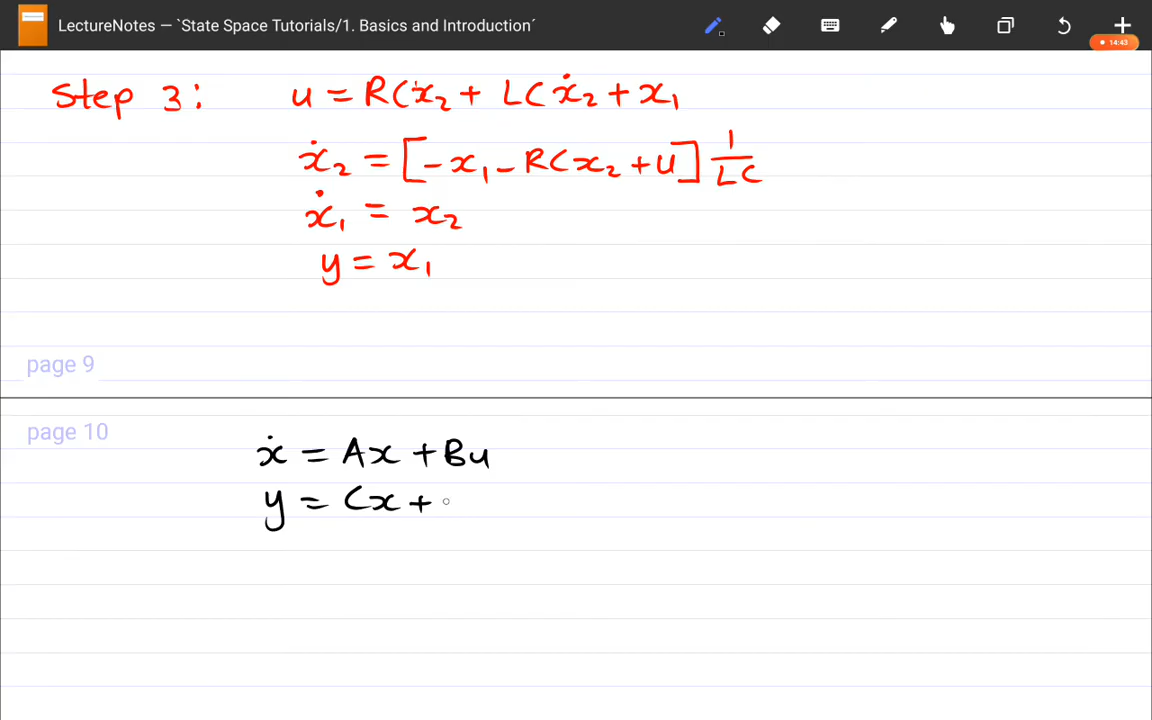 LectureNotes — `State Space Tutorials/1. Basics and Introduction´
14:43
Step 3: u = RCx₂ + LCẋ₂ + x₁
ẋ₂ = [-x₁ - RCx₂ + u] 1/LC
ẋ₁ = x₂
y = x₁
page 9
page 10
ẋ = Ax + Bu
y = Cx +